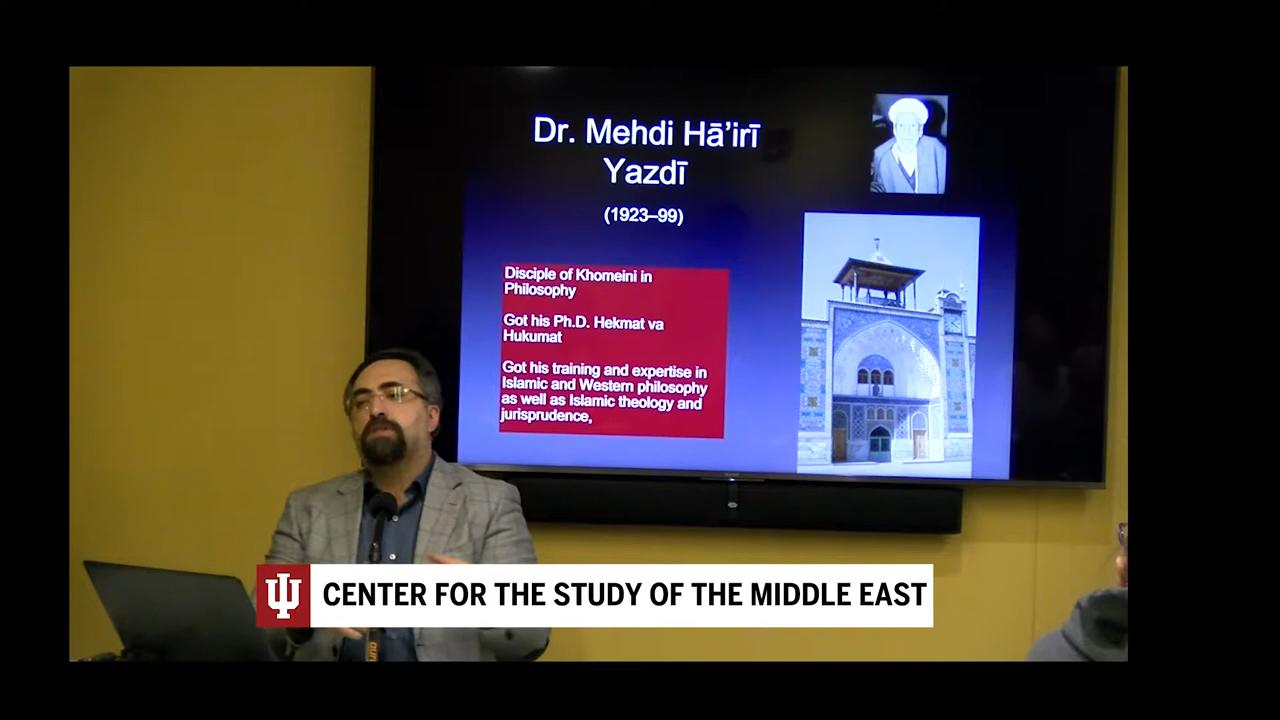 Dr. Mehdi Hā'irī
Yazdī
(1923–99)
Disciple of Khomeini in
Philosophy
Got his Ph.D. Hekmat va
Hukumat
Got his training and expertise in
Islamic and Western philosophy
as well as Islamic theology and
jurisprudence,
CENTER FOR THE STUDY OF THE MIDDLE EAST